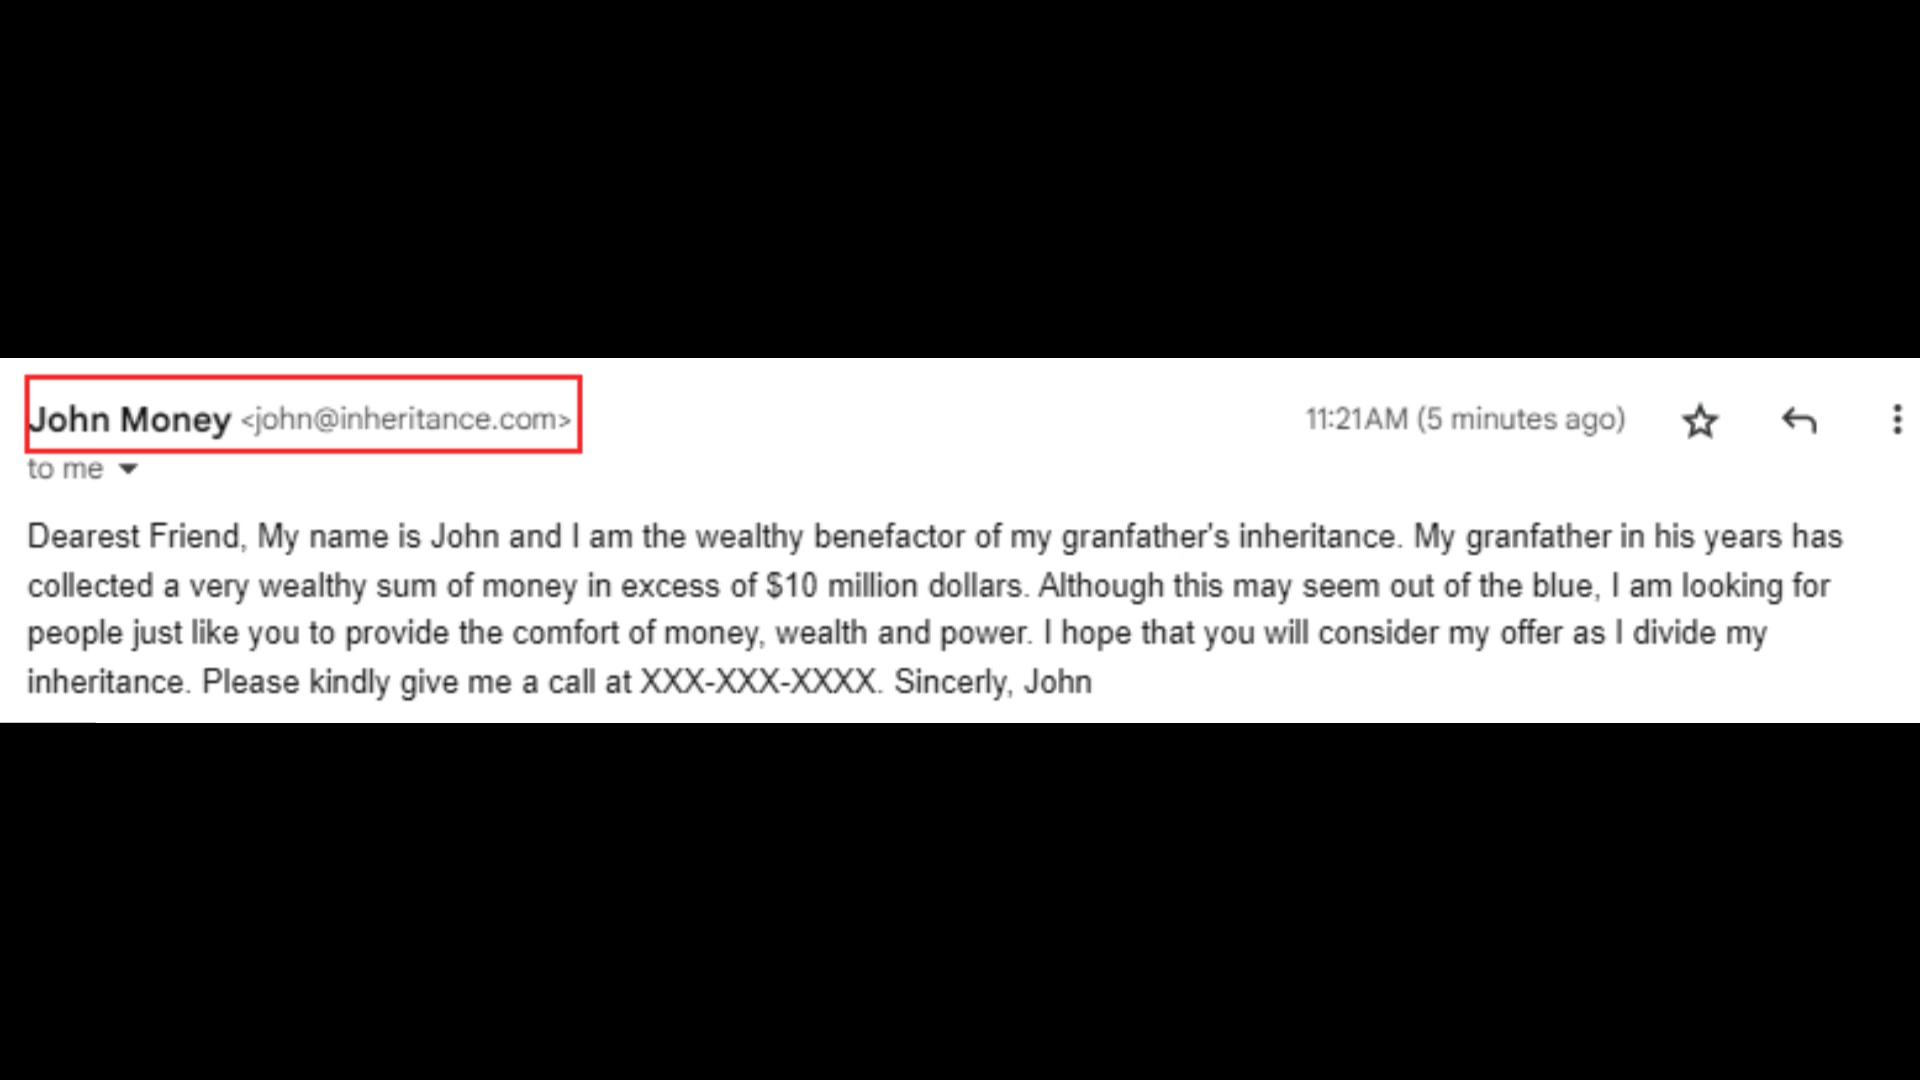 John Money <john@inheritance.com> 11:21AM (5 minutes ago)
to me
Dearest Friend, My name is John and I am the wealthy benefactor of my granfather's inheritance. My granfather in his years has
collected a very wealthy sum of money in excess of $10 million dollars. Although this may seem out of the blue, I am looking for
people just like you to provide the comfort of money, wealth and power. I hope that you will consider my offer as I divide my
inheritance. Please kindly give me a call at XXX-XXX-XXXX. Sincerly, John